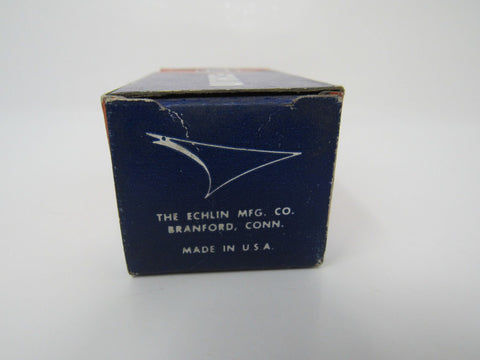 THE ECHLIN MFG. CO.
BRANFORD, CONN.
MADE IN U.S.A.